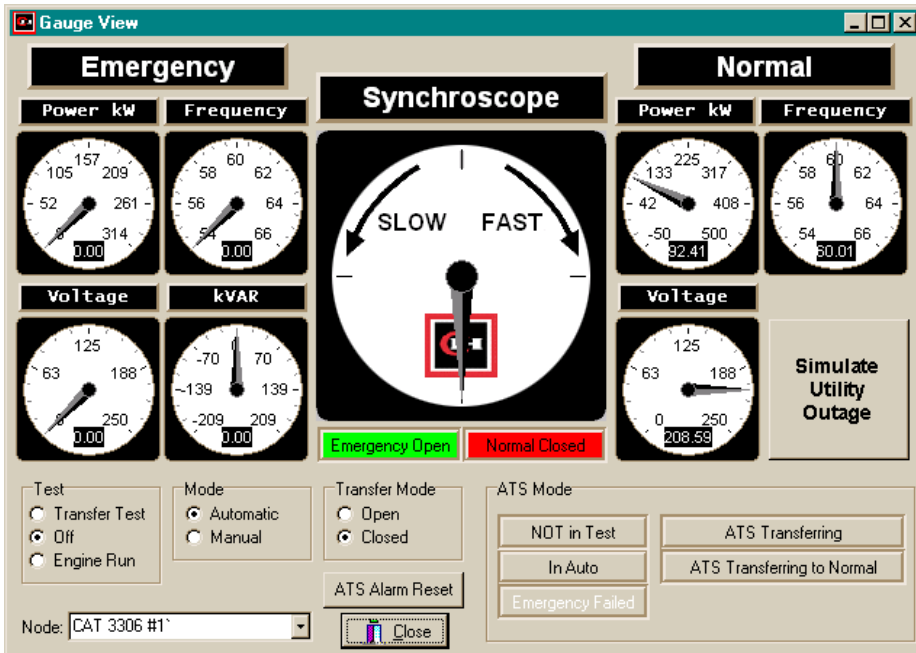 Gauge View
Emergency
Synchroscope
Normal
Power kW
Frequency
Power kW
Frequency
157
105 209
52 261
0 314
0.00
60
58 62
56 64
54 66
0.00
SLOW FAST
225
133 317
42 408
-50 500
92.41
60
58 62
56 64
54 66
60.01
Voltage
kVAR
Voltage
125
63 188
0 250
0.00
0
-70 70
-139 139
-209 209
0.00
125
63 188
0 250
208.59
Simulate
Utility
Outage
Emergency Open
Normal Closed
Test
Transfer Test
Off
Engine Run
Mode
Automatic
Manual
Transfer Mode
Open
Closed
ATS Alarm Reset
Close
ATS Mode
NOT in Test
In Auto
Emergency Failed
ATS Transferring
ATS Transferring to Normal
Node: CAT 3306 #1`